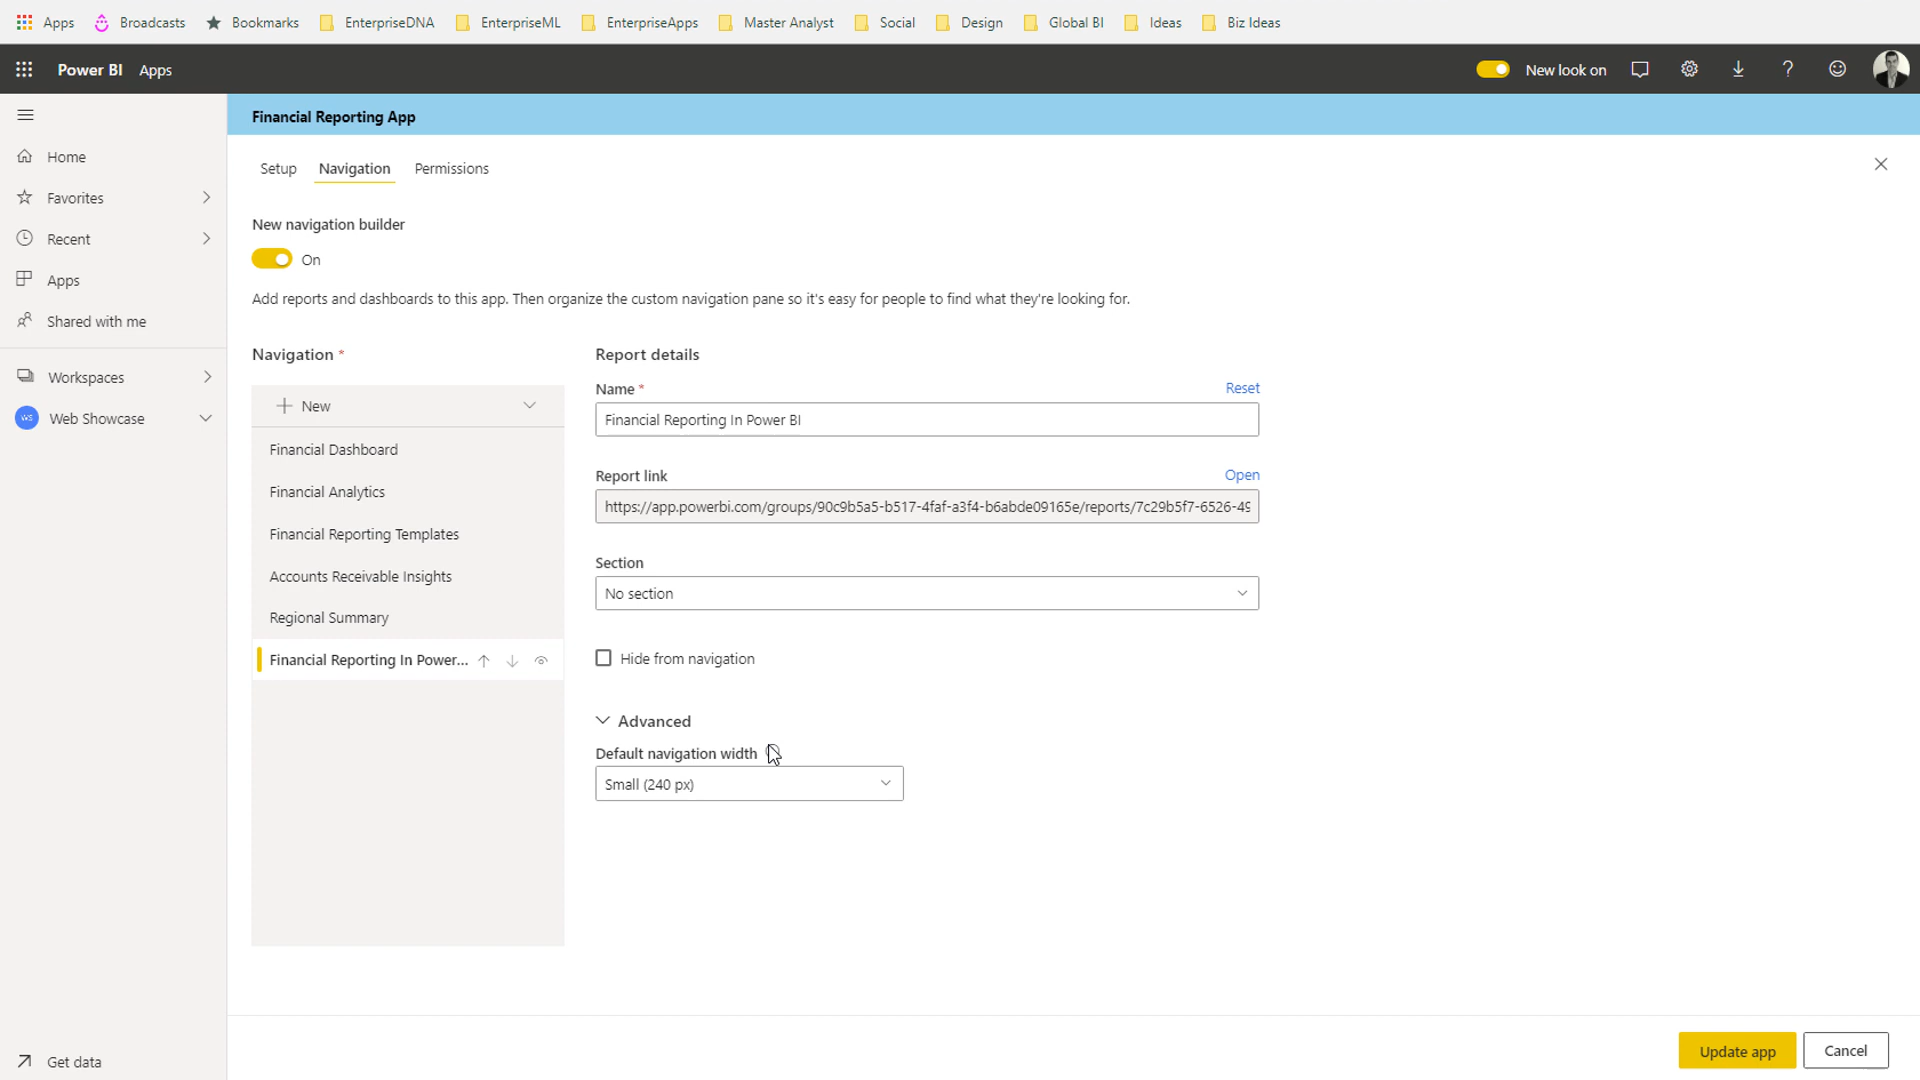 Apps Broadcasts Bookmarks EnterpriseDNA EnterpriseML EnterpriseApps Master Analyst Social Design Global BI Ideas Biz Ideas
Power BI Apps New look on
Financial Reporting App
Setup Navigation Permissions
Home
Favorites
Recent
Apps
Shared with me
Workspaces
WS Web Showcase
Get data
New navigation builder
On
Add reports and dashboards to this app. Then organize the custom navigation pane so it's easy for people to find what they're looking for.
Navigation *
New
Financial Dashboard
Financial Analytics
Financial Reporting Templates
Accounts Receivable Insights
Regional Summary
Financial Reporting In Power...
Report details
Name * Reset
Financial Reporting In Power BI
Report link Open
https://app.powerbi.com/groups/90c9b5a5-b517-4faf-a3f4-b6abde09165e/reports/7c29b5f7-6526-49
Section
No section
Hide from navigation
Advanced
Default navigation width
Small (240 px)
Update app Cancel